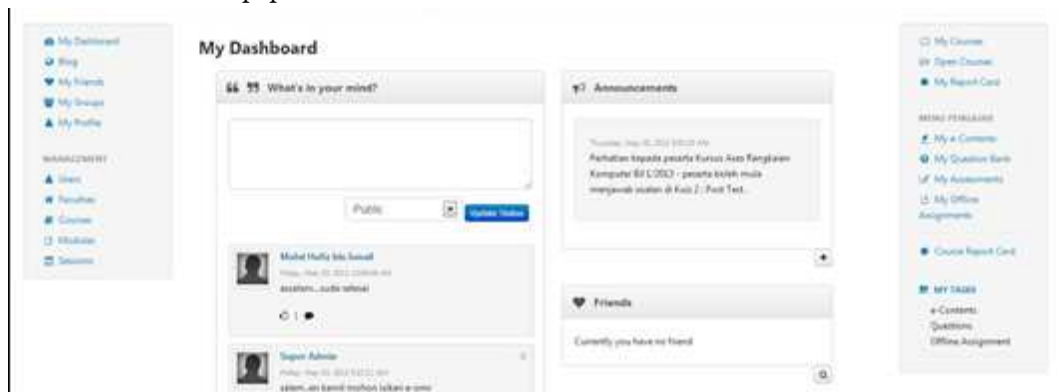 My Dashboard
Blog
My Friends
My Groups
My Profile
MANAGEMENT
Users
Faculties
Courses
Modules
Sessions
My Dashboard
What's in your mind?
Public
Update Status
Mohd Hafiz bin Ismail
assalam...suda selesai
1
Super Admin
Announcements
Perhatian kepada peserta Kursus Asas Rangkaian
Komputer Bil 1/2013 - peserta boleh mula
menjawab soalan di Kuiz 2 : Post Test..
Friends
Currently you have no friend
My Courses
Open Courses
My Report Card
MENU PENGAJAR
My e-Contents
My Question Bank
My Assessments
My Offline
Assignments
Course Report Card
MY TASKS
e-Contents
Questions
Offline Assignment